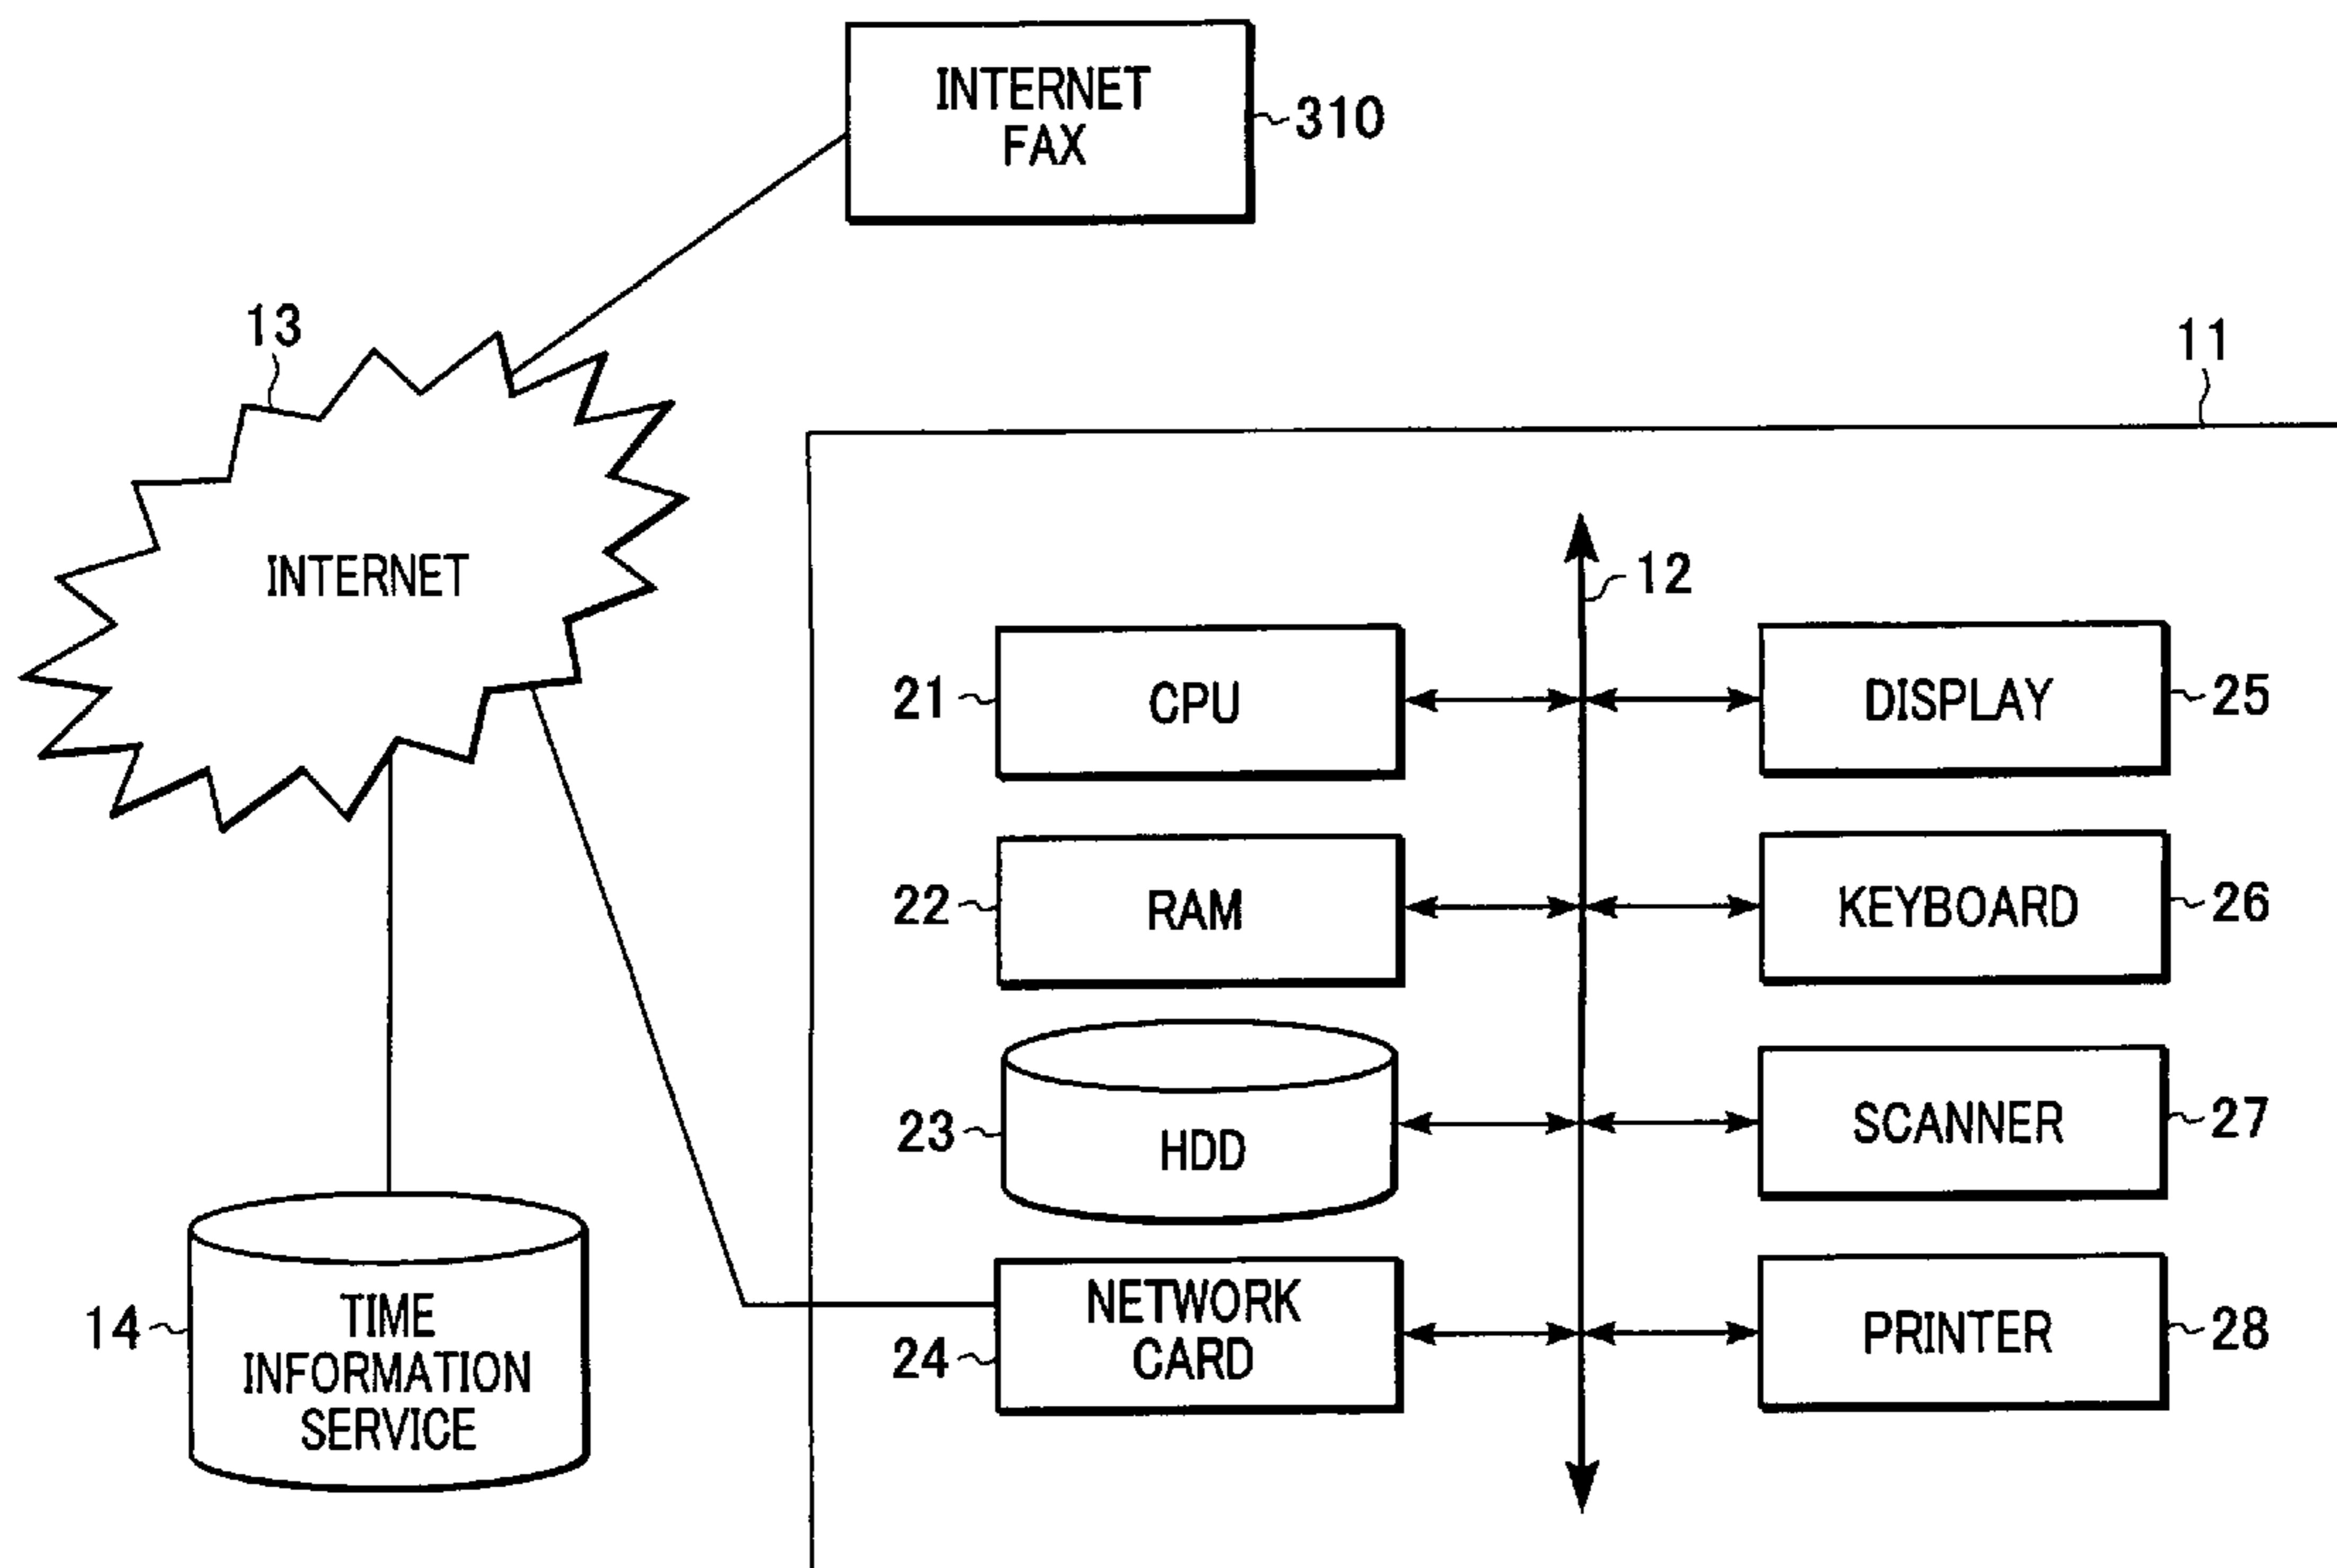 INTERNET
FAX
310
13
11
INTERNET
12
21
CPU
DISPLAY
25
22
RAM
KEYBOARD
26
23
HDD
SCANNER
27
14
TIME
INFORMATION
SERVICE
24
NETWORK
CARD
PRINTER
28